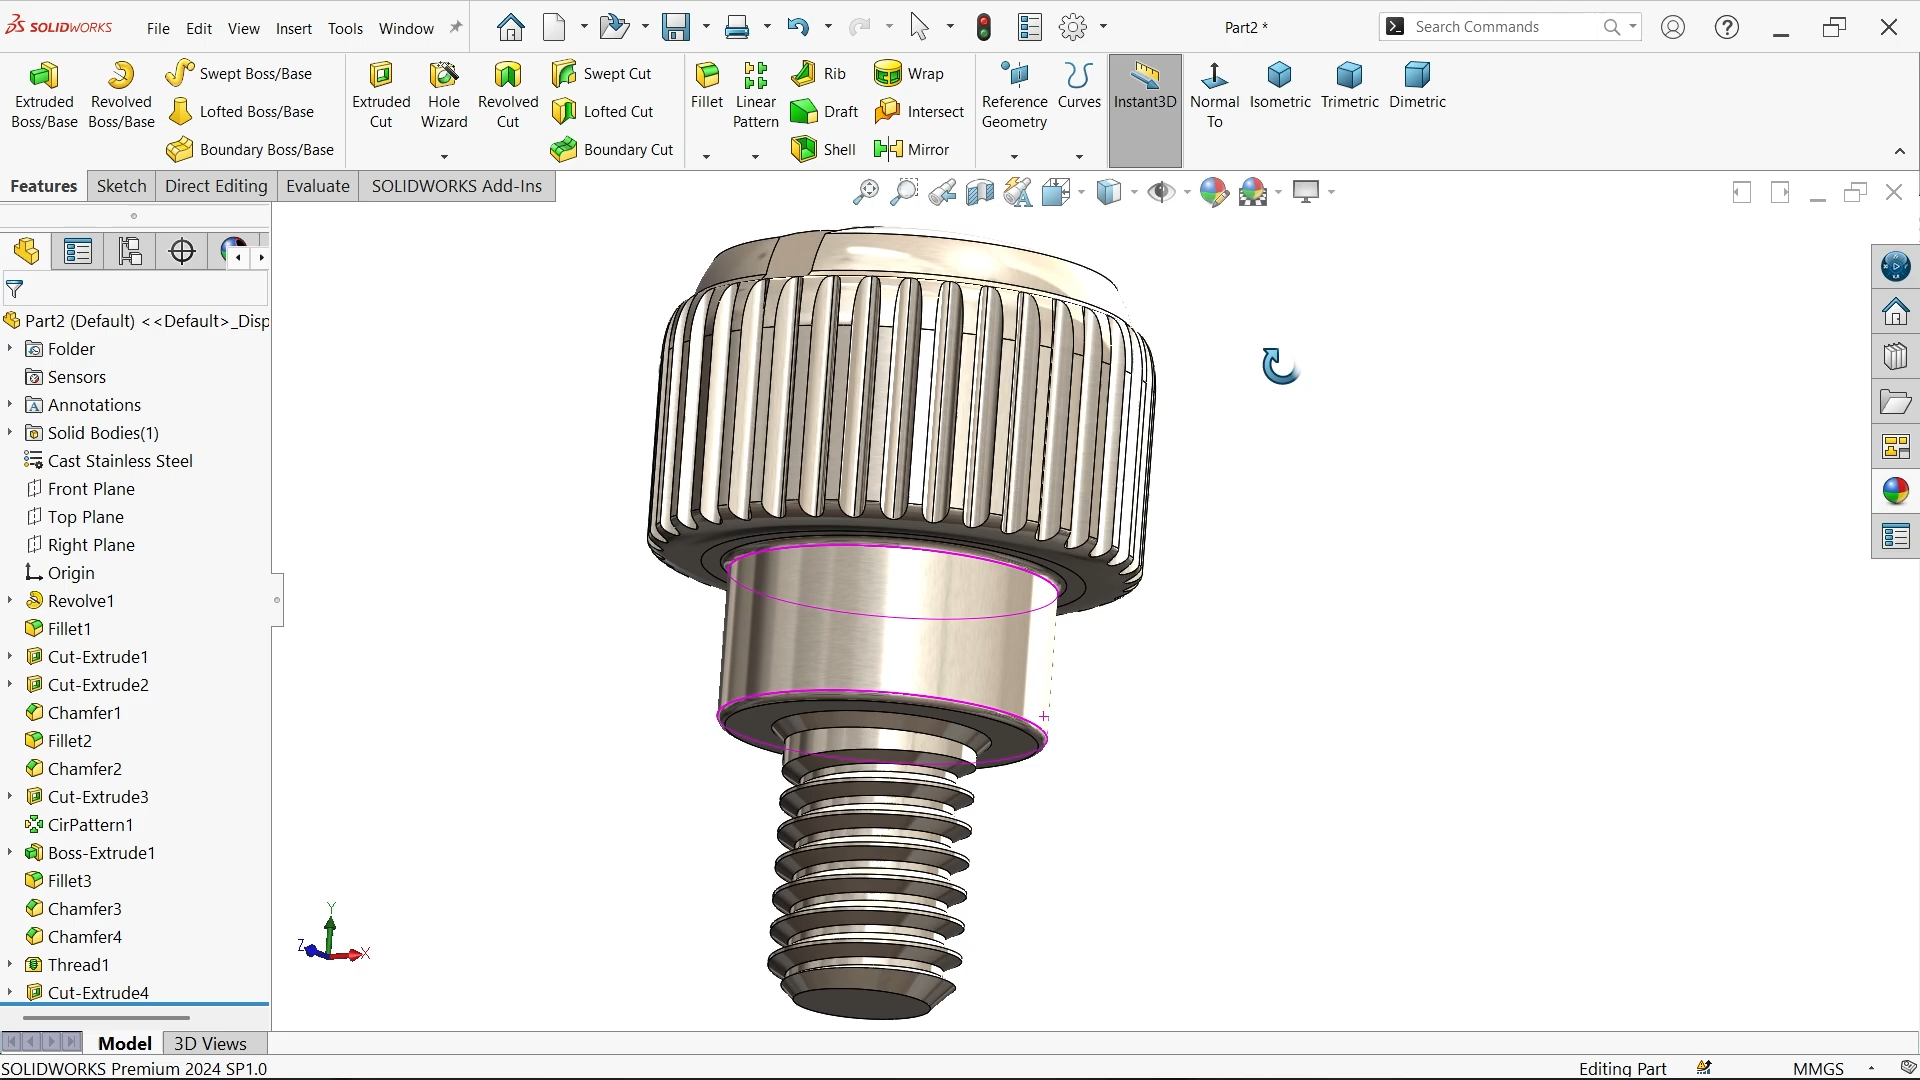 SOLIDWORKS File Edit View Insert Tools Window Part2 * Search Commands
Extruded Boss/Base
Revolved Boss/Base
Swept Boss/Base
Lofted Boss/Base
Boundary Boss/Base
Extruded Cut
Hole Wizard
Revolved Cut
Swept Cut
Lofted Cut
Boundary Cut
Fillet
Linear Pattern
Rib
Draft
Shell
Wrap
Intersect
Mirror
Reference Geometry
Curves
Instant3D
Normal To
Isometric
Trimetric
Dimetric
Features Sketch Direct Editing Evaluate SOLIDWORKS Add-Ins
Part2 (Default) <<Default>_Disp
Folder
Sensors
Annotations
Solid Bodies(1)
Cast Stainless Steel
Front Plane
Top Plane
Right Plane
Origin
Revolve1
Fillet1
Cut-Extrude1
Cut-Extrude2
Chamfer1
Fillet2
Chamfer2
Cut-Extrude3
CirPattern1
Boss-Extrude1
Fillet3
Chamfer3
Chamfer4
Thread1
Cut-Extrude4
Y
Z
X
Model 3D Views
SOLIDWORKS Premium 2024 SP1.0 Editing Part MMGS